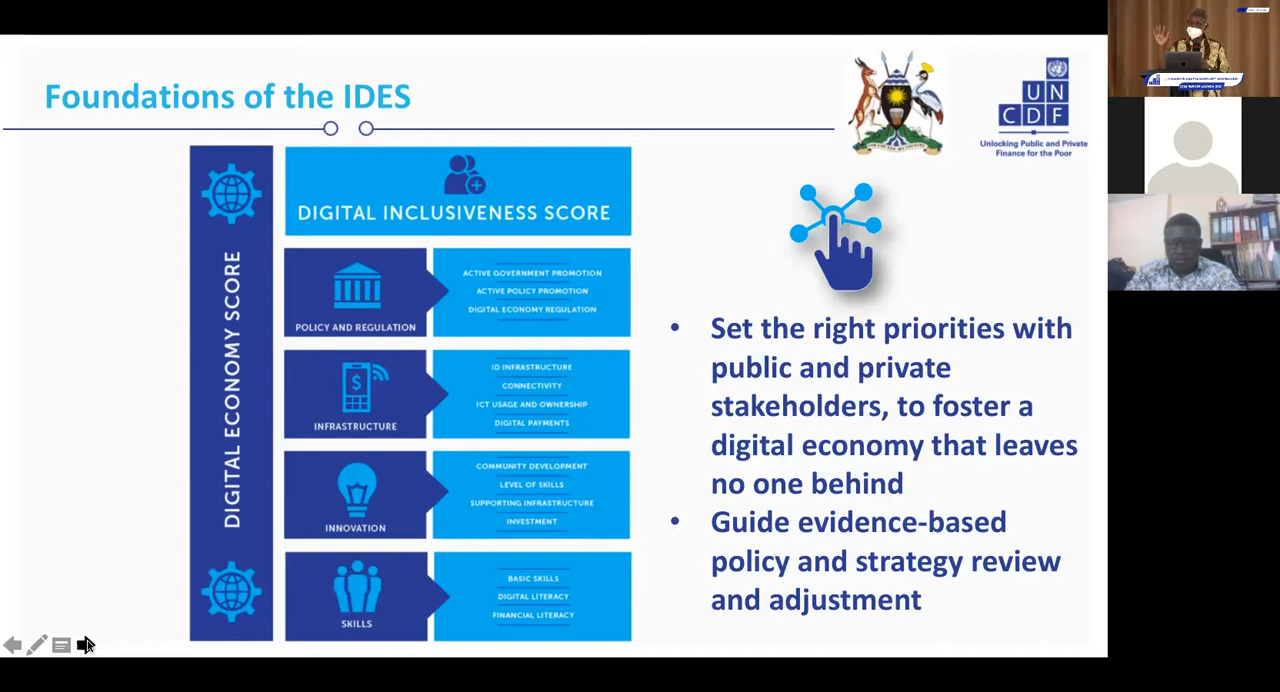 Foundations of the IDES
UN
CDF
Unlocking Public and Private
Finance for the Poor
DIGITAL ECONOMY SCORE
DIGITAL INCLUSIVENESS SCORE
POLICY AND REGULATION
ACTIVE GOVERNMENT PROMOTION
ACTIVE POLICY PROMOTION
DIGITAL ECONOMY REGULATION
$
INFRASTRUCTURE
ID INFRASTRUCTURE
CONNECTIVITY
ICT USAGE AND OWNERSHIP
DIGITAL PAYMENTS
INNOVATION
COMMUNITY DEVELOPMENT
LEVEL OF SKILLS
SUPPORTING INFRASTRUCTURE
INVESTMENT
SKILLS
BASIC SKILLS
DIGITAL LITERACY
FINANCIAL LITERACY
• Set the right priorities with
public and private
stakeholders, to foster a
digital economy that leaves
no one behind
• Guide evidence-based
policy and strategy review
and adjustment